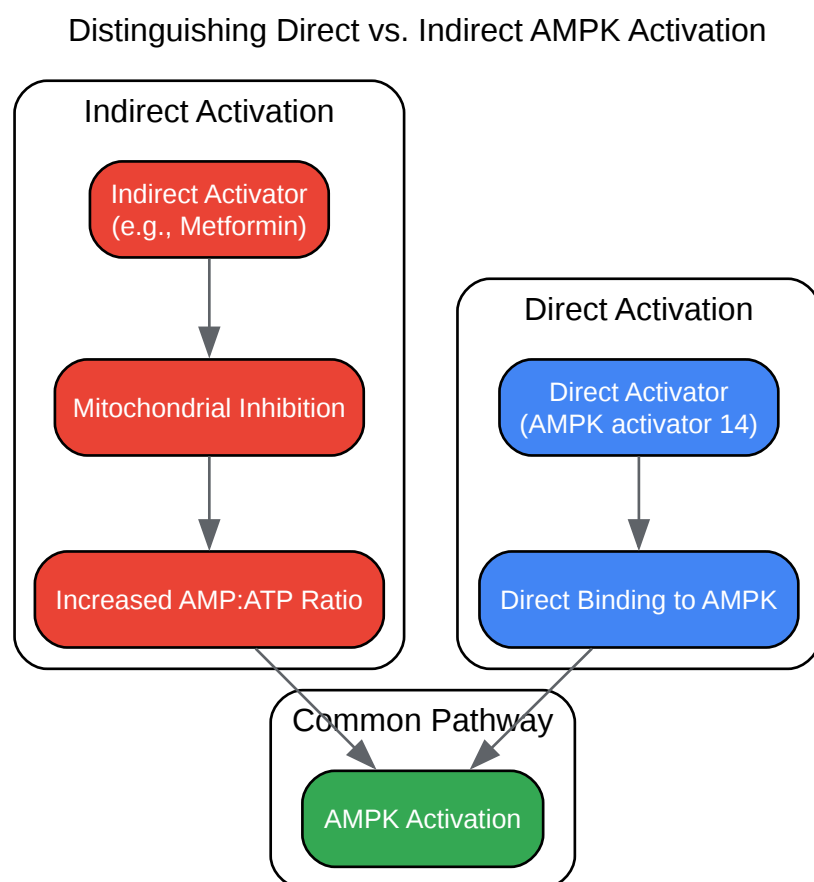 Distinguishing Direct vs. Indirect AMPK Activation
Indirect Activation
Indirect Activator
(e.g., Metformin)
Mitochondrial Inhibition
Increased AMP:ATP Ratio
Direct Activation
Direct Activator
(AMPK activator 14)
Direct Binding to AMPK
Common Pathway
AMPK Activation